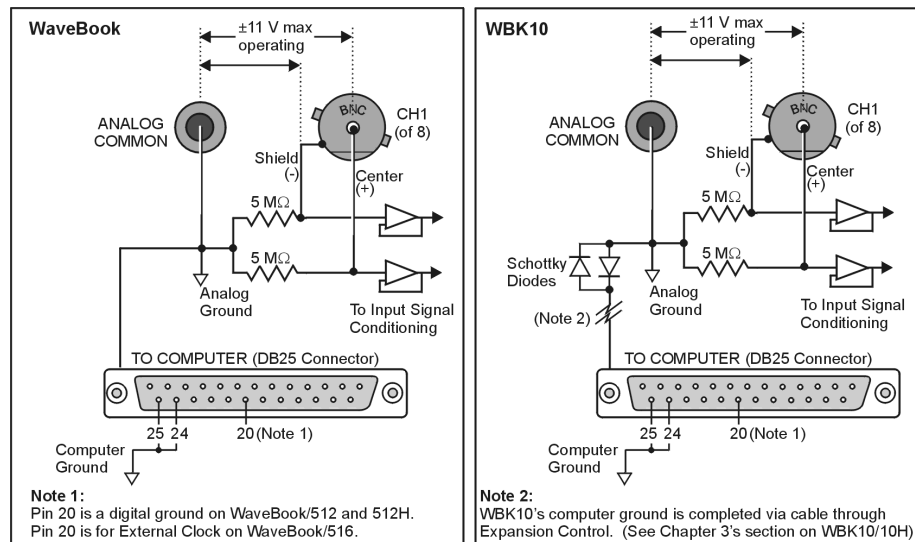 WaveBook
±11 V max
operating
BNC
CH1
(of 8)
ANALOG
COMMON
Shield
(-)
Center
(+)
5 MΩ
5 MΩ
Analog
Ground
To Input Signal
Conditioning
TO COMPUTER (DB25 Connector)
25 24 20 (Note 1)
Computer
Ground
Note 1:
Pin 20 is a digital ground on WaveBook/512 and 512H.
Pin 20 is for External Clock on WaveBook/516.
WBK10
±11 V max
operating
BNC
CH1
(of 8)
ANALOG
COMMON
Shield
(-)
Center
(+)
5 MΩ
5 MΩ
Schottky
Diodes
Analog
Ground
(Note 2)
To Input Signal
Conditioning
TO COMPUTER (DB25 Connector)
25 24 20 (Note 1)
Computer
Ground
Note 2:
WBK10's computer ground is completed via cable through
Expansion Control. (See Chapter 3's section on WBK10/10H)